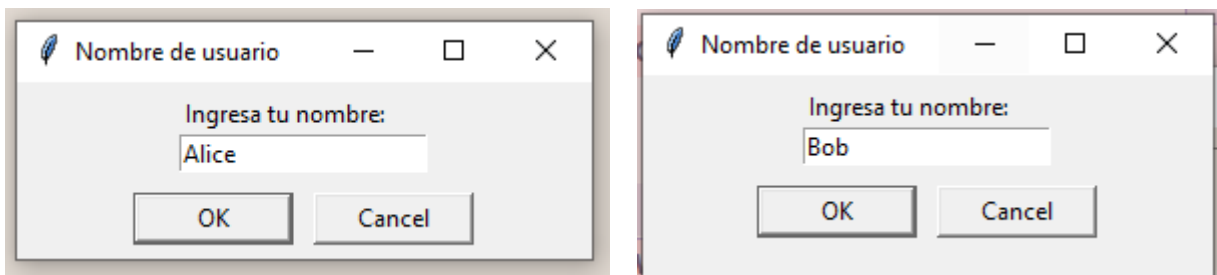 Nombre de usuario
Ingresa tu nombre:
Alice
OK Cancel
Nombre de usuario
Ingresa tu nombre:
Bob
OK Cancel